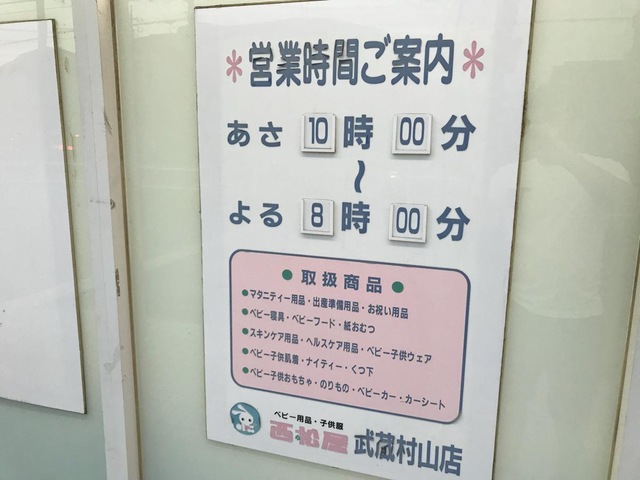 *営業時間ご案内*
あさ 10 時 00 分
〜
よる 8 時 00 分
● 取扱商品 ●
●マタニティー用品・出産準備用品・お祝い用品
●ベビー寝具・ベビーフード・紙おむつ
●スキンケア用品・ヘルスケア用品・ベビー子供ウェア
●ベビー子供肌着・ナイティー・くつ下
●ベビー子供おもちゃ・のりもの・ベビーカー・カーシート
ベビー用品・子供服
西松屋 武蔵村山店